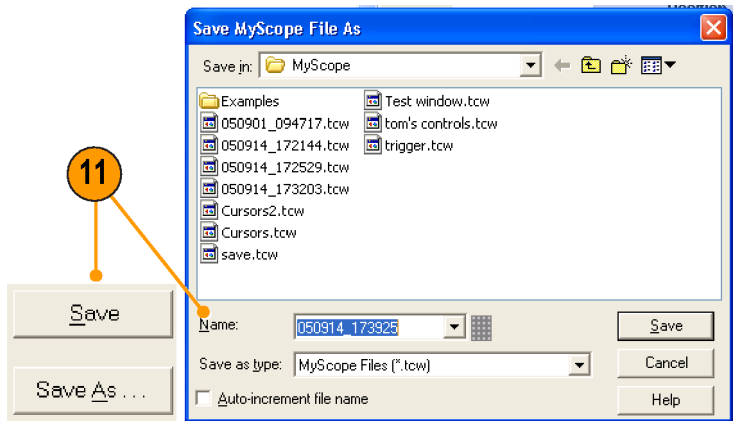 Save MyScope File As
Save in: MyScope
Examples
050901_094717.tcw
050914_172144.tcw
050914_172529.tcw
050914_173203.tcw
Cursors2.tcw
Cursors.tcw
save.tcw
Test window.tcw
tom's controls.tcw
trigger.tcw
11
Save
Save As . . .
Name: 050914_173925 Save
Save as type: MyScope Files (*.tcw) Cancel
Auto-increment file name Help